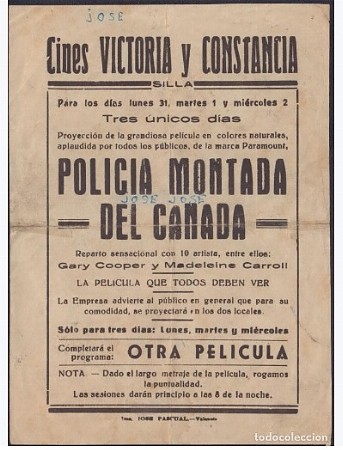 JOSE
Cines VICTORIA y CONSTANCIA
SILLA
Para los días lunes 31, martes 1 y miércoles 2
Tres únicos días
Proyección de la grandiosa película en colores naturales,
aplaudida por todos los públicos, de la marca Paramount,
POLICIA MONTADA
JOSE JOSE
DEL CANADA
Reparto sensacional con 10 artista, entre ellos:
Gary Cooper y Madeleine Carroll
LA PELICULA QUE TODOS DEBEN VER
La Empresa advierte al público en general que para su
comodidad, se proyectará en los dos locales.
Sólo para tres días: Lunes, martes y miércoles
Completará el
programa: OTRA PELICULA
NOTA.—Dado el largo metraje de la película, rogamos
la puntualidad.
Las sesiones darán principio a las 8 de la noche.
Imp. JOSE PASCUAL.—Valencia
todocoleccion